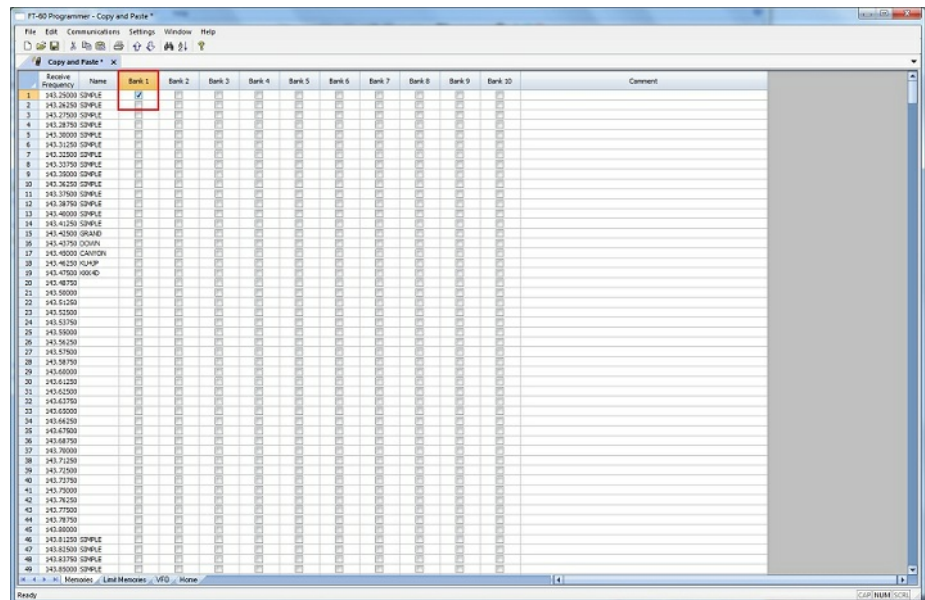 FT-60 Programmer - Copy and Paste *
File Edit Communications Settings Window Help
Copy and Paste * x
Receive Frequency Name Bank 1 Bank 2 Bank 3 Bank 4 Bank 5 Bank 6 Bank 7 Bank 8 Bank 9 Bank 10 Comment
1 143.25000 SIMPLE
2 143.26250 SIMPLE
3 143.27500 SIMPLE
4 143.28750 SIMPLE
5 143.30000 SIMPLE
6 143.31250 SIMPLE
7 143.32500 SIMPLE
8 143.33750 SIMPLE
9 143.35000 SIMPLE
10 143.36250 SIMPLE
11 143.37500 SIMPLE
12 143.38750 SIMPLE
13 143.40000 SIMPLE
14 143.41250 SIMPLE
15 143.42500 GRAND
16 143.43750 DOWN
17 143.45000 CANYON
18 143.46250
19 143.47500
20 143.48750
21 143.50000
22 143.51250
23 143.52500
24 143.53750
25 143.55000
26 143.56250
27 143.57500
28 143.58750
29 143.60000
30 143.61250
31 143.62500
32 143.63750
33 143.65000
34 143.66250
35 143.67500
36 143.68750
37 143.70000
38 143.71250
39 143.72500
40 143.73750
41 143.75000
42 143.76250
43 143.77500
44 143.78750
45 143.80000
46 143.81250 SIMPLE
47 143.82500 SIMPLE
48 143.83750 SIMPLE
49 143.85000 SIMPLE
Memories Limit Memories VFO Home
Ready CAP NUM SCRL